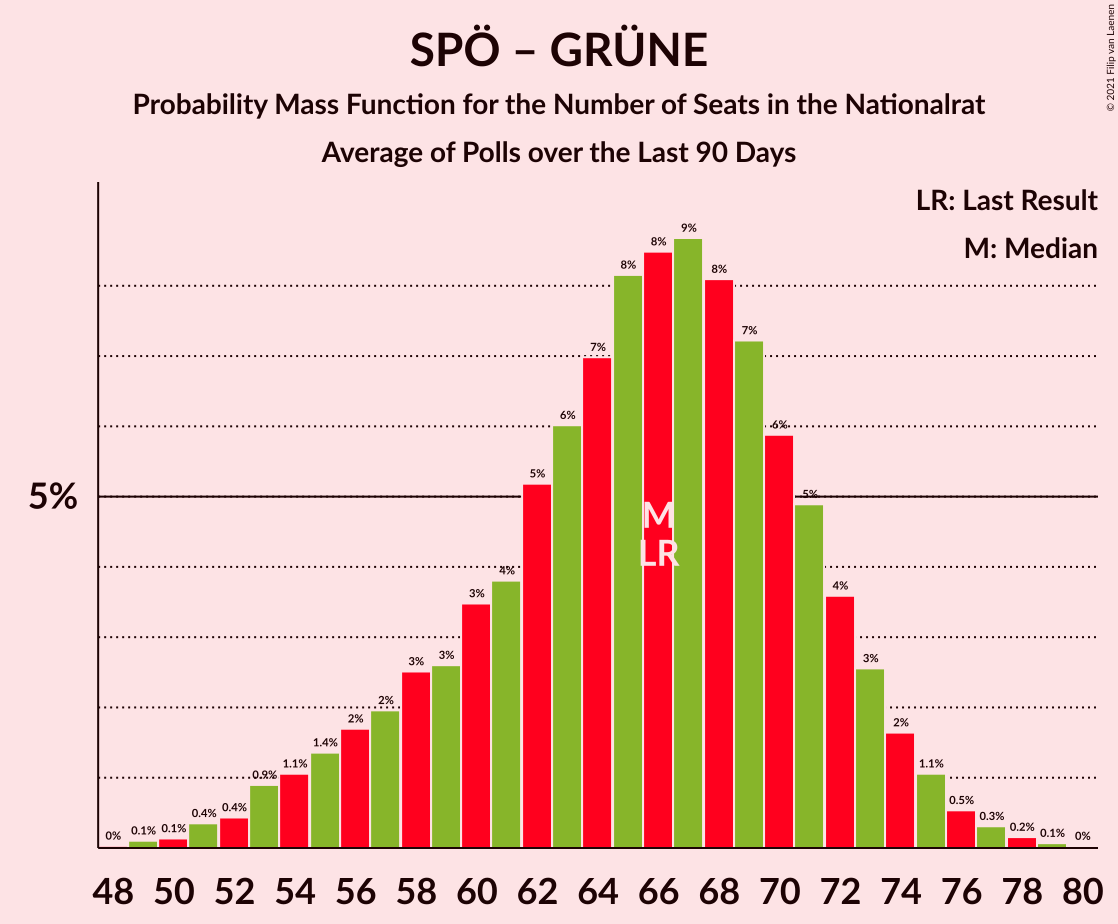 SPÖ – GRÜNE
Probability Mass Function for the Number of Seats in the Nationalrat
Average of Polls over the Last 90 Days
© 2021 Filip van Laenen
LR: Last Result
M: Median
5%
0% 0.1% 0.1% 0.4% 0.4% 0.9% 1.1% 1.4% 2% 2% 3% 3% 3% 4% 5% 6% 7% 8% 8% 9% 8% 7% 6% 5% 4% 3% 2% 1.1% 0.5% 0.3% 0.2% 0.1% 0%
M
LR
48 50 52 54 56 58 60 62 64 66 68 70 72 74 76 78 80